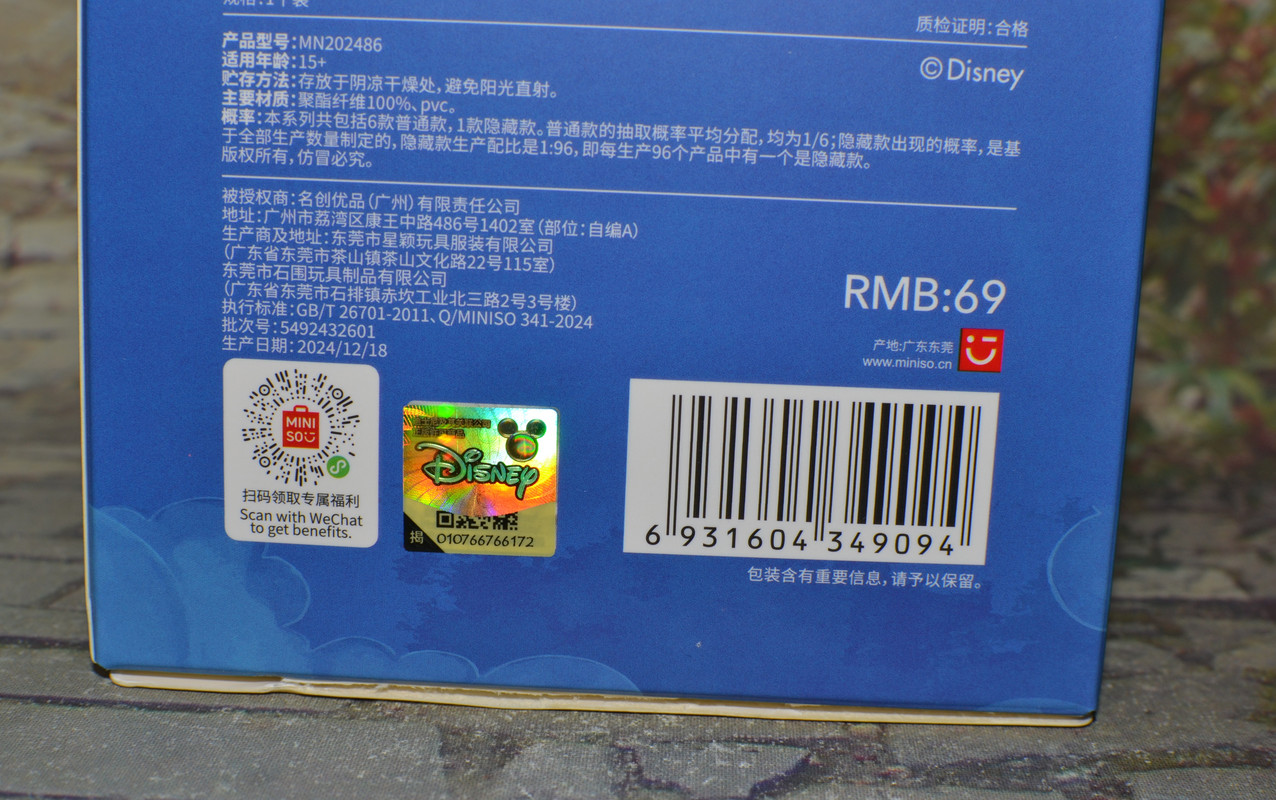 规格:1个装
质检证明:合格
产品型号:MN202486
©Disney
适用年龄:15+
贮存方法:存放于阴凉干燥处,避免阳光直射。
主要材质:聚酯纤维100%、pvc。
概率:本系列共包括6款普通款,1款隐藏款。普通款的抽取概率平均分配,均为1/6;隐藏款出现的概率,是基
于全部生产数量制定的,隐藏款生产配比是1:96,即每生产96个产品中有一个是隐藏款。
版权所有,仿冒必究。
被授权商:名创优品(广州)有限责任公司
地址:广州市荔湾区康王中路486号1402室(部位:自编A)
生产商及地址:东莞市星颖玩具服装有限公司
(广东省东莞市茶山镇茶山文化路22号115室)
东莞市石围玩具制品有限公司
(广东省东莞市石排镇赤坎工业北三路2号3号楼)
执行标准:GB/T 26701-2011、Q/MINISO 341-2024
批次号:5492432601
生产日期:2024/12/18
RMB:69
产地:广东东莞
www.miniso.cn
MINI
SO
扫码领取专属福利
Scan with WeChat
to get benefits.
Disney
揭
010766766172
6 931604 349094
包装含有重要信息,请予以保留。